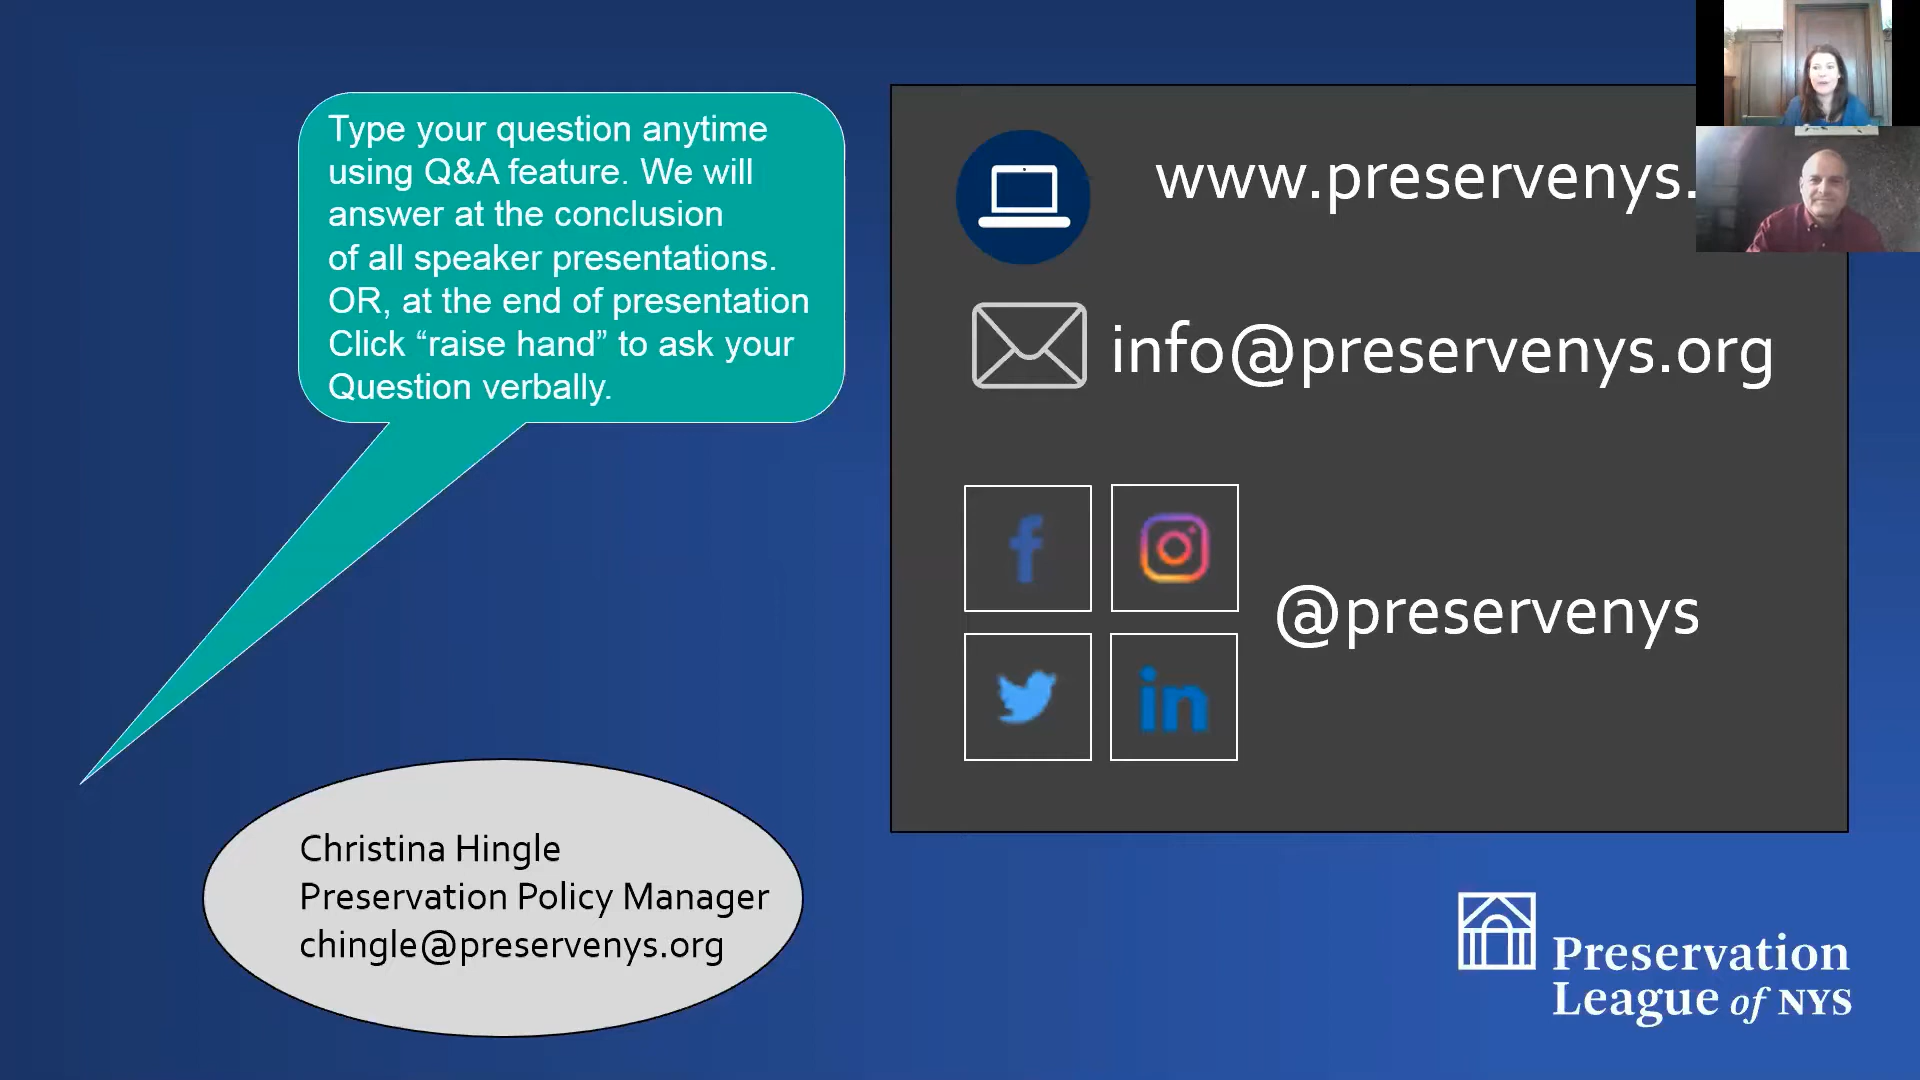 Type your question anytime
using Q&A feature. We will
answer at the conclusion
of all speaker presentations.
OR, at the end of presentation
Click “raise hand” to ask your
Question verbally.
www.preservenys.
info@preservenys.org
@preservenys
Christina Hingle
Preservation Policy Manager
chingle@preservenys.org
Preservation
League of NYS